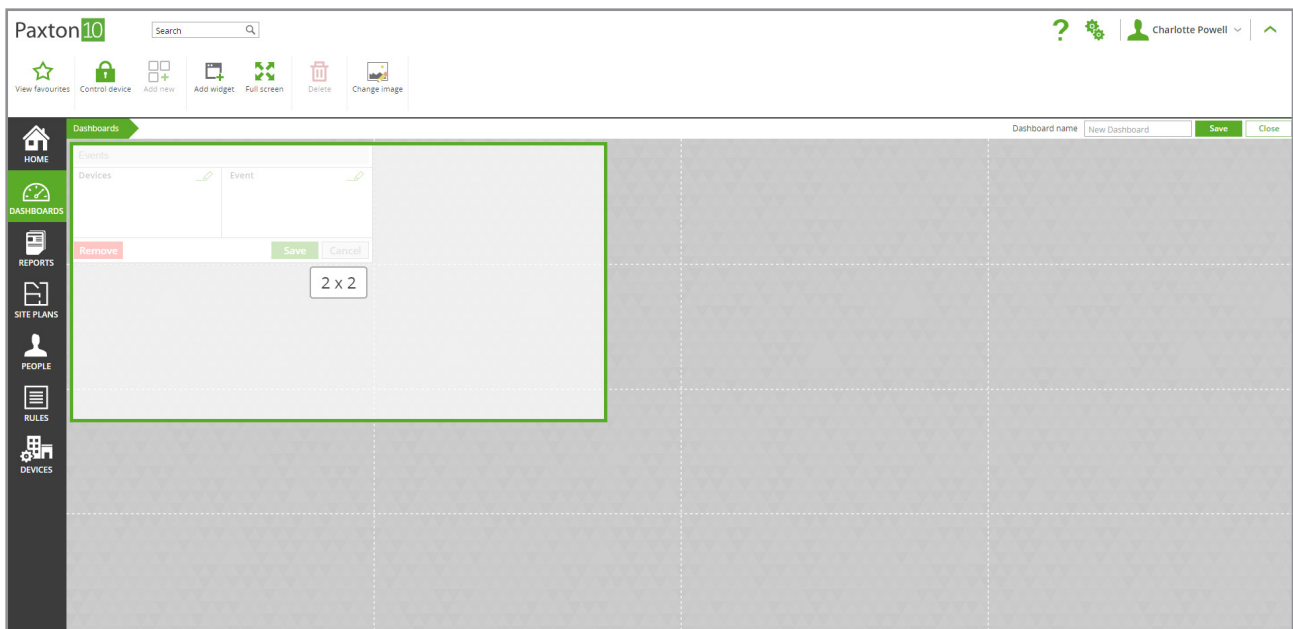 Paxton10
Search
Charlotte Powell
View favourites Control device Add new Add widget Full screen Delete Change image
Dashboards
Dashboard name New Dashboard Save Close
HOME
DASHBOARDS
REPORTS
SITE PLANS
PEOPLE
RULES
DEVICES
Events
Devices Event
Remove Save Cancel
2 x 2